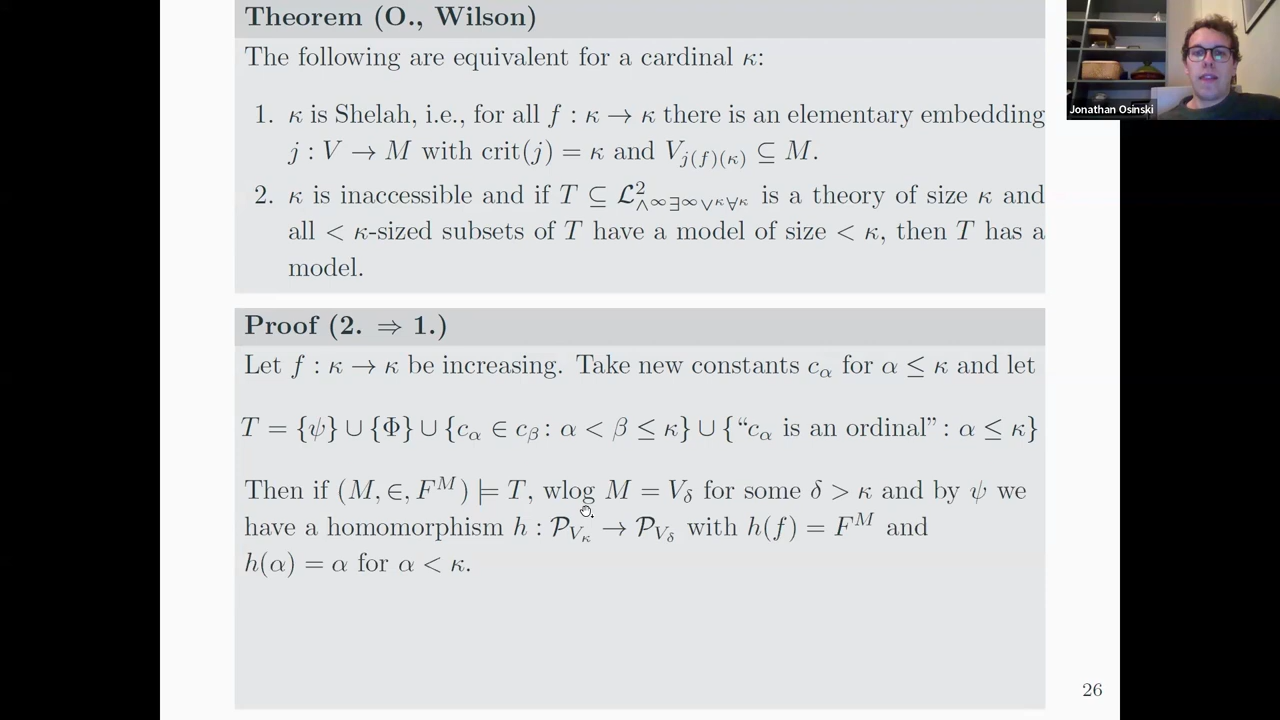 Theorem (O., Wilson)
The following are equivalent for a cardinal κ:
1. κ is Shelah, i.e., for all f : κ → κ there is an elementary embedding
j : V → M with crit(j) = κ and V_{j(f)(κ)} ⊆ M.
2. κ is inaccessible and if T ⊆ ℒ²_{∧^∞∃^∞∨^κ∀^κ} is a theory of size κ and
all < κ-sized subsets of T have a model of size < κ, then T has a
model.
Proof (2. ⇒ 1.)
Let f : κ → κ be increasing. Take new constants c_α for α ≤ κ and let
T = {ψ} ∪ {Φ} ∪ {c_α ∈ c_β : α < β ≤ κ} ∪ {“c_α is an ordinal” : α ≤ κ}
Then if (M, ∈, F^M) ⊨ T, wlog M = V_δ for some δ > κ and by ψ we
have a homomorphism h : 𝒫_{V_κ} → 𝒫_{V_δ} with h(f) = F^M and
h(α) = α for α < κ.
26
Jonathan Osinski